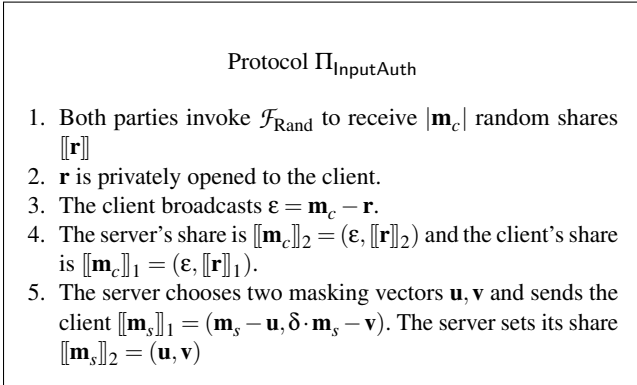 Protocol Π_InputAuth
1. Both parties invoke ℱ_Rand to receive |𝐦_c| random shares
⟦𝐫⟧
2. 𝐫 is privately opened to the client.
3. The client broadcasts ε = 𝐦_c − 𝐫.
4. The server's share is ⟦𝐦_c⟧_2 = (ε, ⟦𝐫⟧_2) and the client's share
is ⟦𝐦_c⟧_1 = (ε, ⟦𝐫⟧_1).
5. The server chooses two masking vectors 𝐮, 𝐯 and sends the
client ⟦𝐦_s⟧_1 = (𝐦_s − 𝐮, δ · 𝐦_s − 𝐯). The server sets its share
⟦𝐦_s⟧_2 = (𝐮, 𝐯)